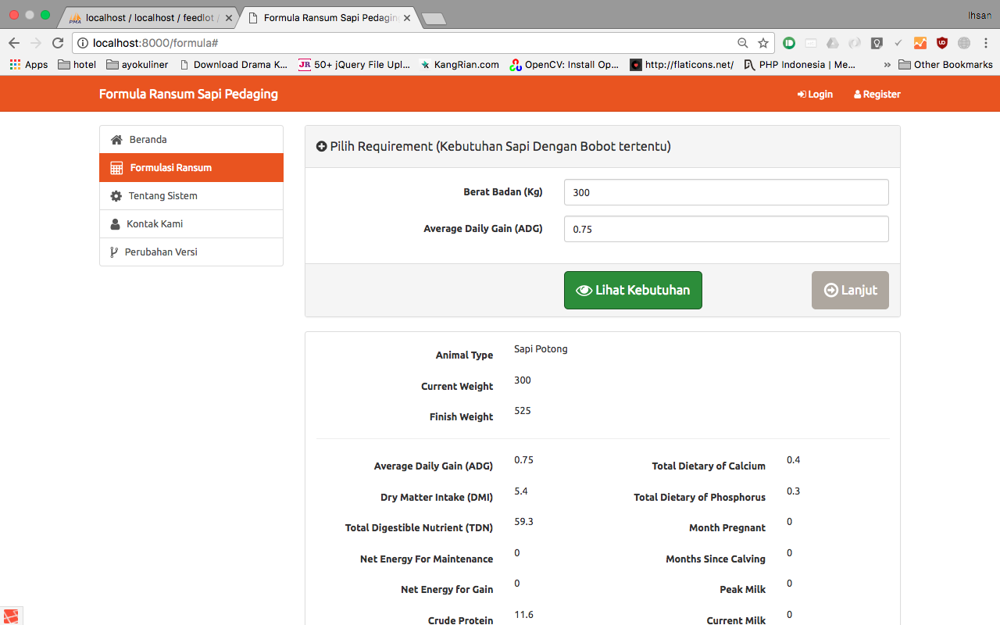 localhost / localhost / feedlot /
Formula Ransum Sapi Pedaging
Ihsan
localhost:8000/formula#
Apps hotel ayokuliner Download Drama K... 50+ jQuery File Upl... KangRian.com OpenCV: Install Op... http://flaticons.net/ PHP Indonesia | Me... » Other Bookmarks
Formula Ransum Sapi Pedaging
Login Register
Beranda
Formulasi Ransum
Tentang Sistem
Kontak Kami
Perubahan Versi
Pilih Requirement (Kebutuhan Sapi Dengan Bobot tertentu)
Berat Badan (Kg) 300
Average Daily Gain (ADG) 0.75
Lihat Kebutuhan Lanjut
Animal Type Sapi Potong
Current Weight 300
Finish Weight 525
Average Daily Gain (ADG) 0.75 Total Dietary of Calcium 0.4
Dry Matter Intake (DMI) 5.4 Total Dietary of Phosphorus 0.3
Total Digestible Nutrient (TDN) 59.3 Month Pregnant 0
Net Energy For Maintenance 0 Months Since Calving 0
Net Energy for Gain 0 Peak Milk 0
Crude Protein 11.6 Current Milk 0